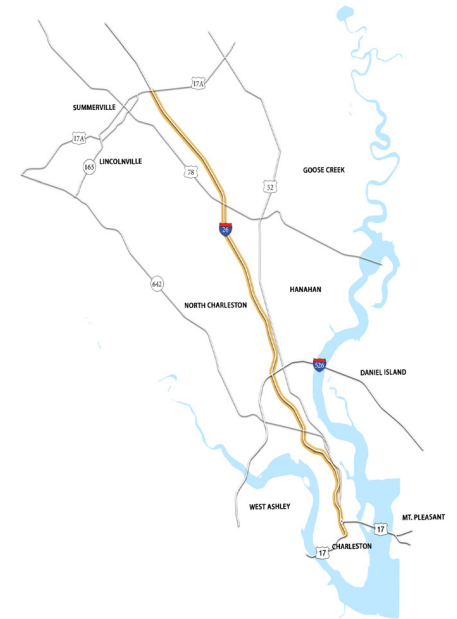 17A
SUMMERVILLE
17A
LINCOLNVILLE
165
78
GOOSE CREEK
52
26
642
HANAHAN
NORTH CHARLESTON
526
DANIEL ISLAND
WEST ASHLEY
MT. PLEASANT
17
CHARLESTON
17